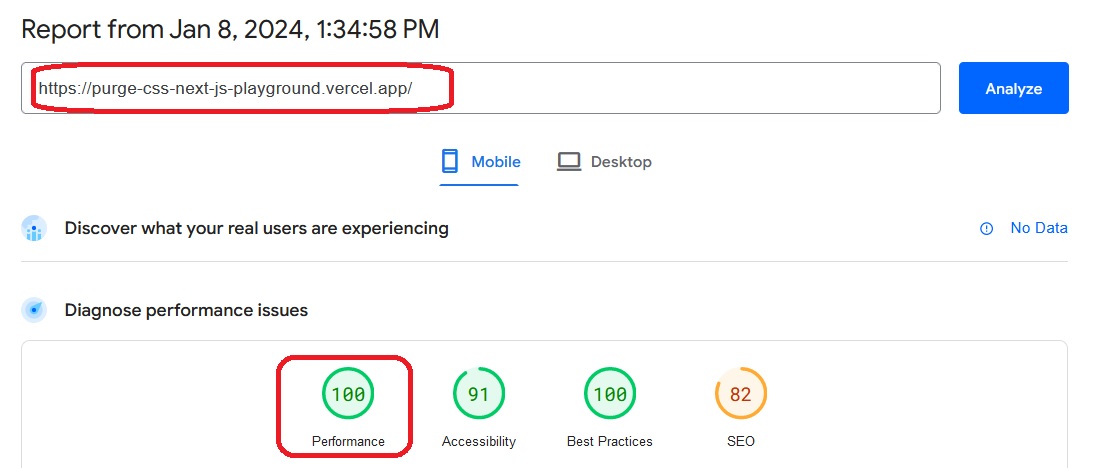 Report from Jan 8, 2024, 1:34:58 PM
https://purge-css-next-js-playground.vercel.app/
Analyze
Mobile
Desktop
Discover what your real users are experiencing
No Data
Diagnose performance issues
100
91
100
82
Performance
Accessibility
Best Practices
SEO